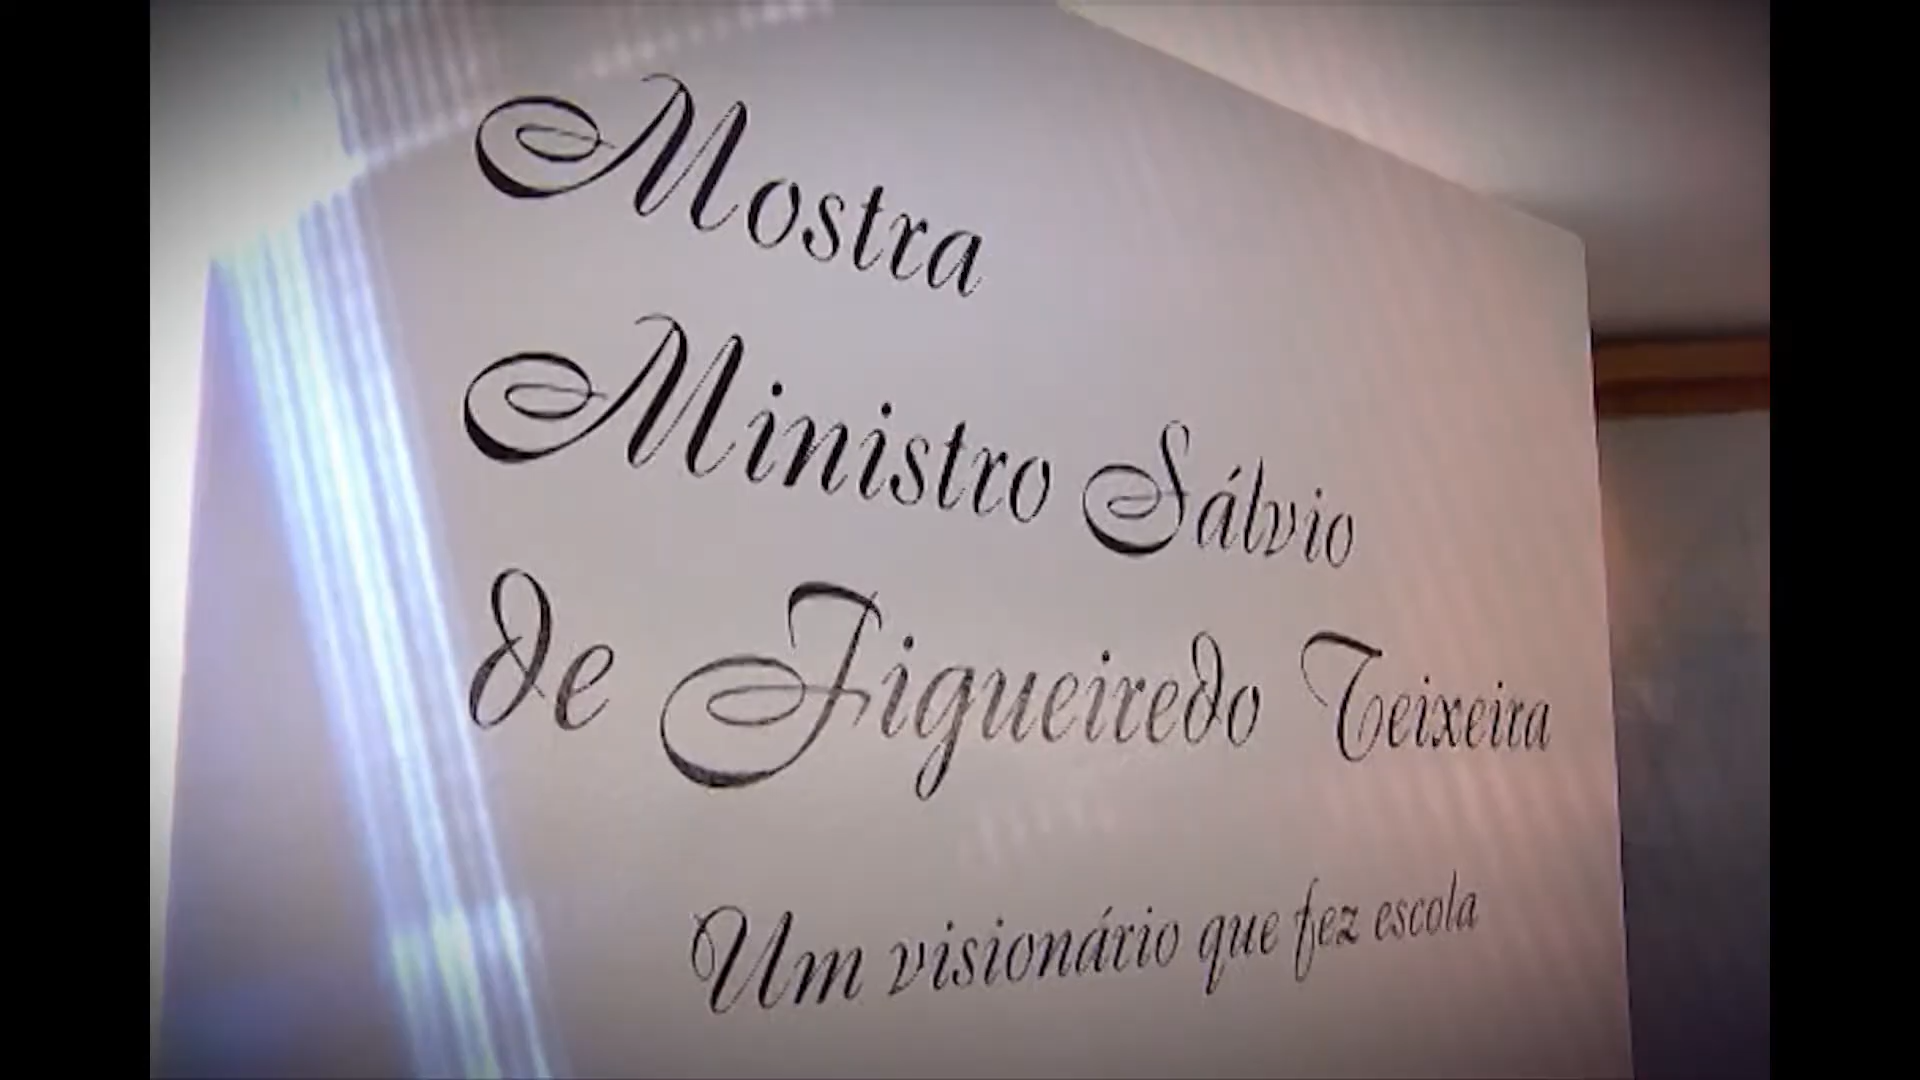 Mostra
Ministro Sálvio
de Figueiredo Teixeira
Um visionário que fez escola